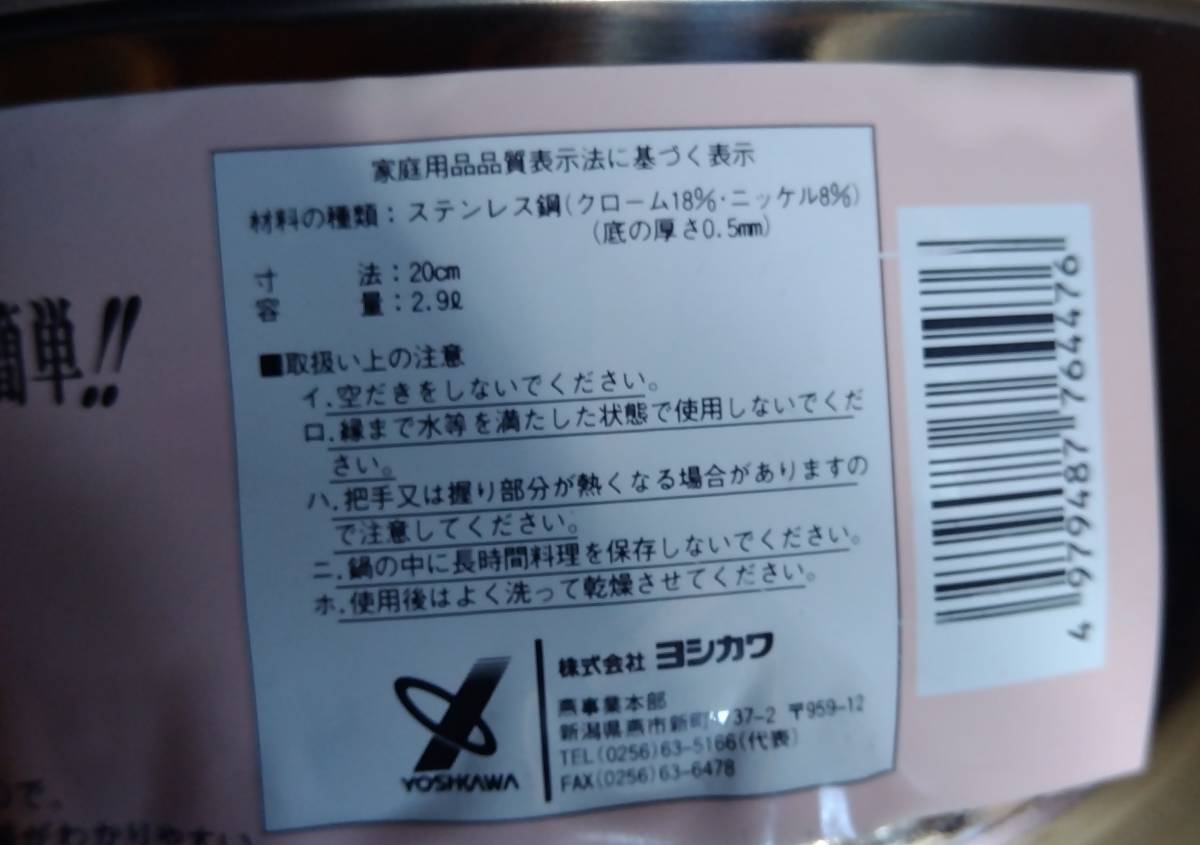 簡単!!
家庭用品品質表示法に基づく表示
材料の種類：ステンレス鋼(クローム18%・ニッケル8%)
(底の厚さ0.5mm)
寸　法：20cm
容　量：2.9ℓ
■取扱い上の注意
イ.空だきをしないでください。
ロ.縁まで水等を満たした状態で使用しないでくだ
さい。
ハ.把手又は握り部分が熱くなる場合がありますの
で注意してください。
ニ.鍋の中に長時間料理を保存しないでください。
ホ.使用後はよく洗って乾燥させてください。
YOSHIKAWA
株式会社 ヨシカワ
燕事業本部
新潟県燕市新町 37-2 〒959-12
TEL(0256)63-5166(代表)
FAX(0256)63-6478
で、
がわかりやすい